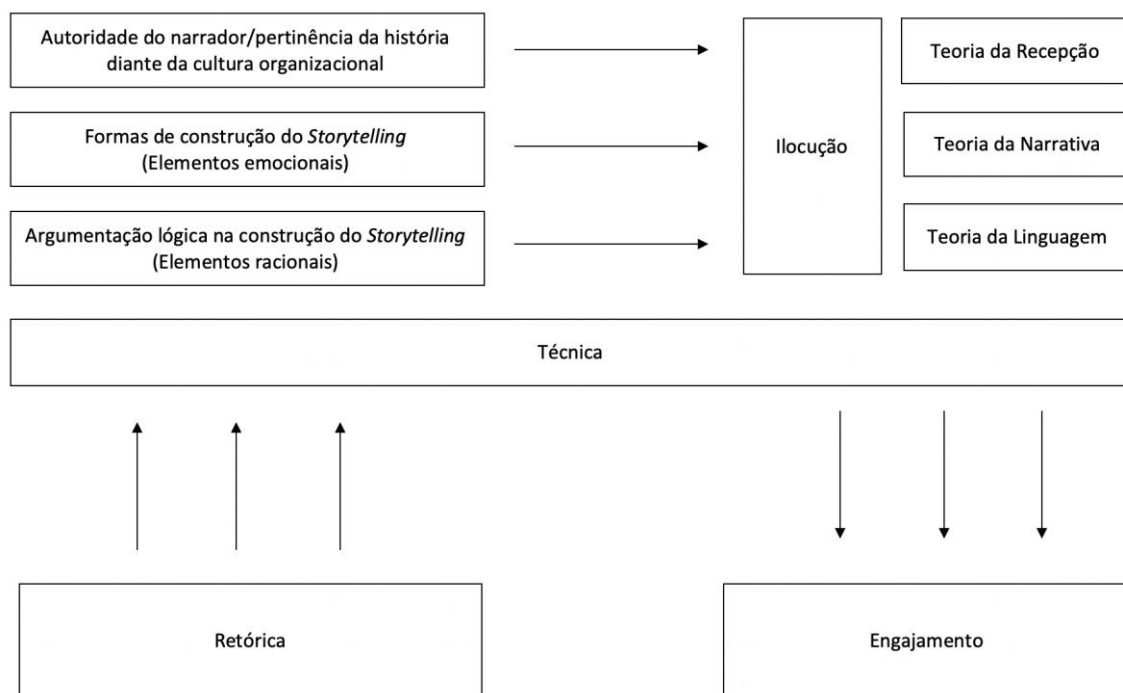 Autoridade do narrador/pertinência da história
diante da cultura organizacional
Formas de construção do Storytelling
(Elementos emocionais)
Argumentação lógica na construção do Storytelling
(Elementos racionais)
Ilocução
Teoria da Recepção
Teoria da Narrativa
Teoria da Linguagem
Técnica
Retórica
Engajamento